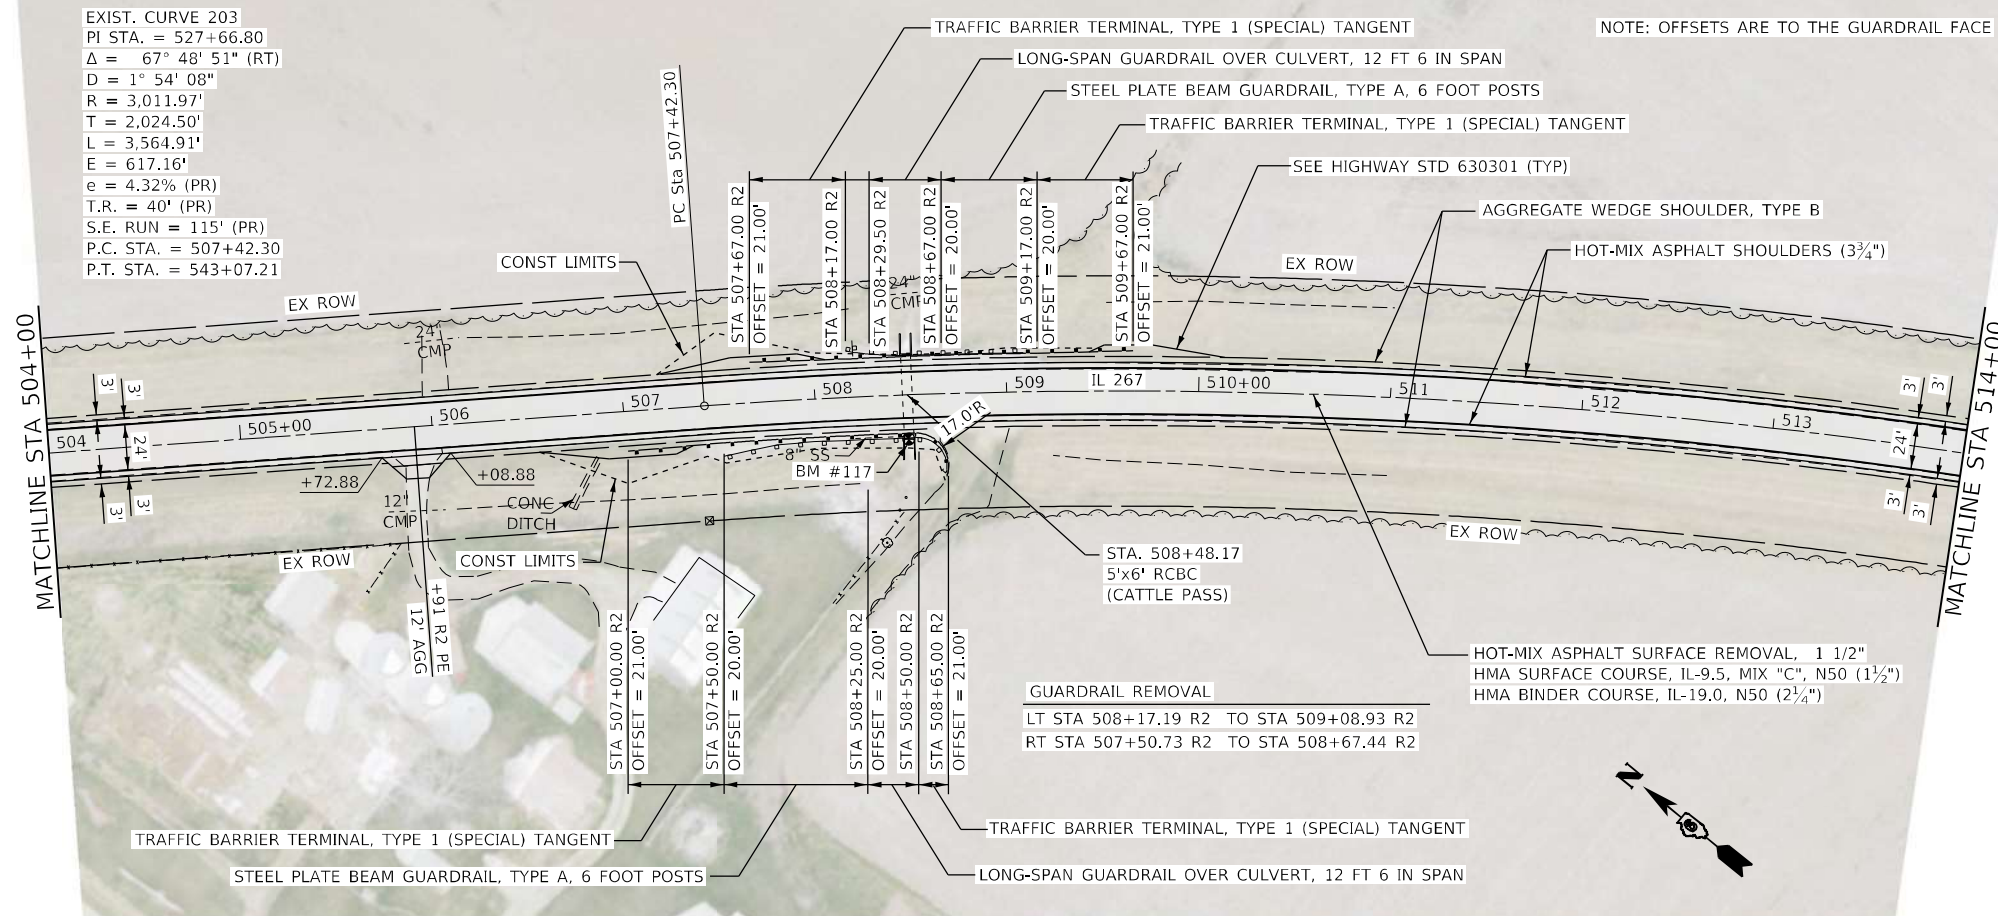 EXIST. CURVE 203
PI STA. = 527+66.80
Δ = 67° 48' 51" (RT)
D = 1° 54' 08"
R = 3,011.97'
T = 2,024.50'
L = 3,564.91'
E = 617.16'
e = 4.32% (PR)
T.R. = 40' (PR)
S.E. RUN = 115' (PR)
P.C. STA. = 507+42.30
P.T. STA. = 543+07.21
TRAFFIC BARRIER TERMINAL, TYPE 1 (SPECIAL) TANGENT
NOTE: OFFSETS ARE TO THE GUARDRAIL FACE
LONG-SPAN GUARDRAIL OVER CULVERT, 12 FT 6 IN SPAN
STEEL PLATE BEAM GUARDRAIL, TYPE A, 6 FOOT POSTS
TRAFFIC BARRIER TERMINAL, TYPE 1 (SPECIAL) TANGENT
SEE HIGHWAY STD 630301 (TYP)
AGGREGATE WEDGE SHOULDER, TYPE B
HOT-MIX ASPHALT SHOULDERS (3¾")
PC Sta 507+42.30
STA 507+67.00 R2
OFFSET = 21.00'
STA 508+17.00 R2
STA 508+29.50 R2
STA 508+67.00 R2
OFFSET = 20.00'
STA 509+17.00 R2
OFFSET = 20.00'
STA 509+67.00 R2
OFFSET = 21.00'
CONST LIMITS
EX ROW
EX ROW
24"
CMP
24"
CMP
MATCHLINE STA 504+00
MATCHLINE STA 514+00
3'
3'
3'
3'
504
505+00
506
507
508
509
IL 267
510+00
511
512
513
24'
24'
3'
3'
3'
3'
17.0'R
8" SS
BM #117
+72.88
+08.88
12"
CMP
CONC
DITCH
CONST LIMITS
EX ROW
EX ROW
+91 R2 PE
12' AGG
STA. 508+48.17
5'x6' RCBC
(CATTLE PASS)
STA 507+00.00 R2
OFFSET = 21.00'
STA 507+50.00 R2
OFFSET = 20.00'
STA 508+25.00 R2
OFFSET = 20.00'
STA 508+50.00 R2
STA 508+65.00 R2
OFFSET = 21.00'
HOT-MIX ASPHALT SURFACE REMOVAL, 1 1/2"
HMA SURFACE COURSE, IL-9.5, MIX "C", N50 (1½")
HMA BINDER COURSE, IL-19.0, N50 (2¼")
GUARDRAIL REMOVAL
LT STA 508+17.19 R2 TO STA 509+08.93 R2
RT STA 507+50.73 R2 TO STA 508+67.44 R2
N
TRAFFIC BARRIER TERMINAL, TYPE 1 (SPECIAL) TANGENT
TRAFFIC BARRIER TERMINAL, TYPE 1 (SPECIAL) TANGENT
STEEL PLATE BEAM GUARDRAIL, TYPE A, 6 FOOT POSTS
LONG-SPAN GUARDRAIL OVER CULVERT, 12 FT 6 IN SPAN